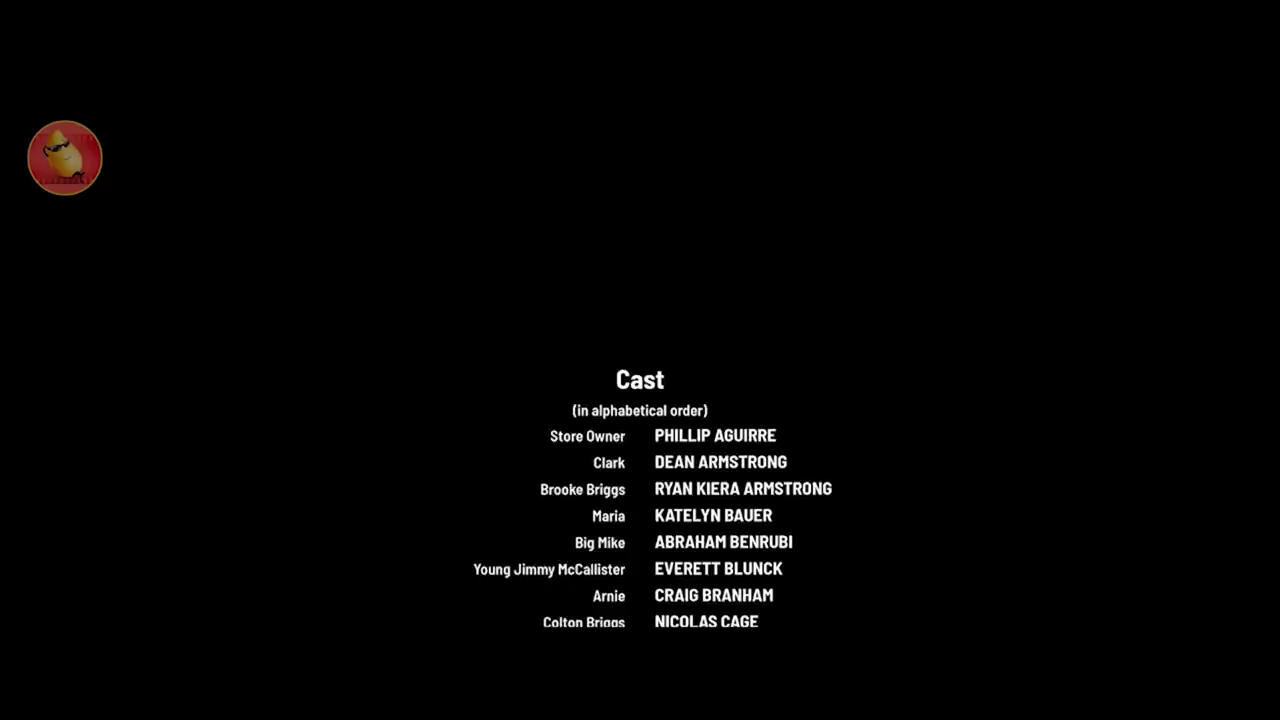 Cast
(in alphabetical order)
Store Owner PHILLIP AGUIRRE
Clark DEAN ARMSTRONG
Brooke Briggs RYAN KIERA ARMSTRONG
Maria KATELYN BAUER
Big Mike ABRAHAM BENRUBI
Young Jimmy McCallister EVERETT BLUNCK
Arnie CRAIG BRANHAM
Colton Briggs NICOLAS CAGE